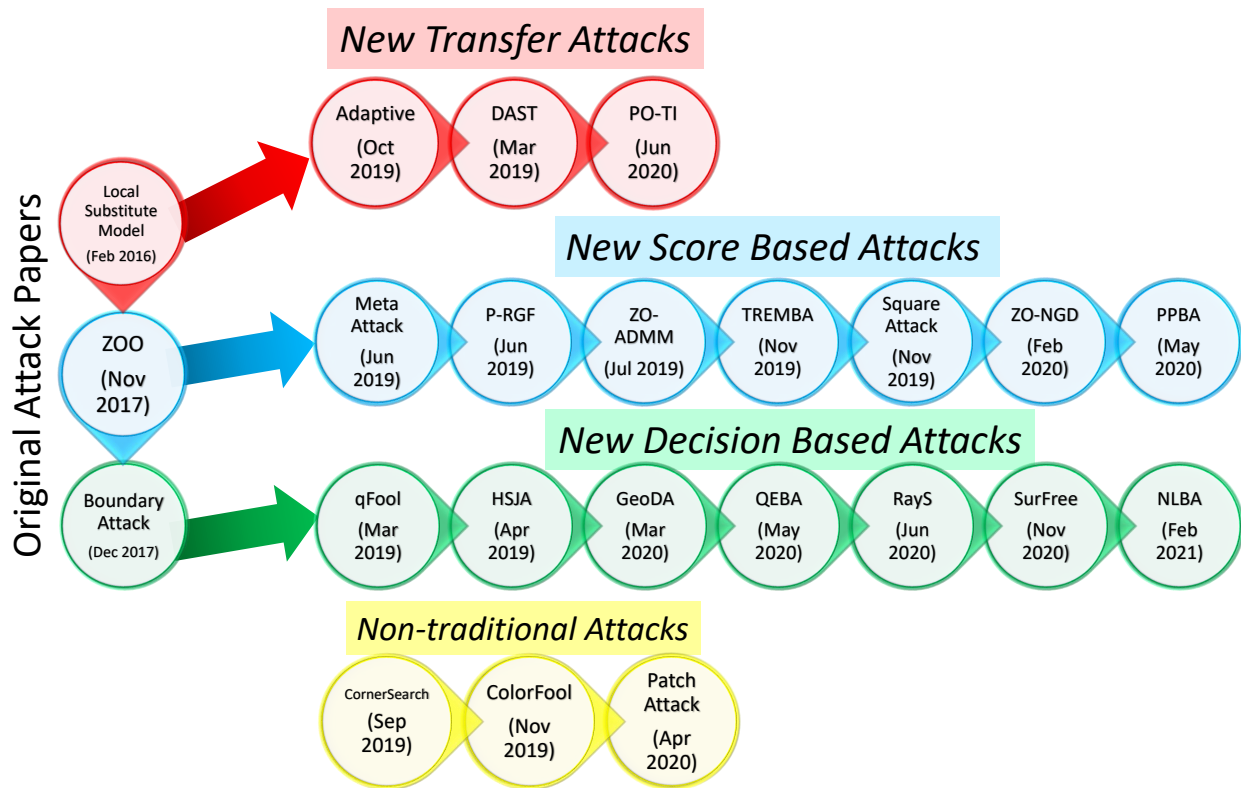 Original Attack Papers
New Transfer Attacks
Adaptive
(Oct
2019)
DAST
(Mar
2019)
PO-TI
(Jun
2020)
Local
Substitute
Model
(Feb 2016)
New Score Based Attacks
ZOO
(Nov
2017)
Meta
Attack
(Jun
2019)
P-RGF
(Jun
2019)
ZO-
ADMM
(Jul 2019)
TREMBA
(Nov
2019)
Square
Attack
(Nov
2019)
ZO-NGD
(Feb
2020)
PPBA
(May
2020)
New Decision Based Attacks
Boundary
Attack
(Dec 2017)
qFool
(Mar
2019)
HSJA
(Apr
2019)
GeoDA
(Mar
2020)
QEBA
(May
2020)
RayS
(Jun
2020)
SurFree
(Nov
2020)
NLBA
(Feb
2021)
Non-traditional Attacks
CornerSearch
(Sep
2019)
ColorFool
(Nov
2019)
Patch
Attack
(Apr
2020)